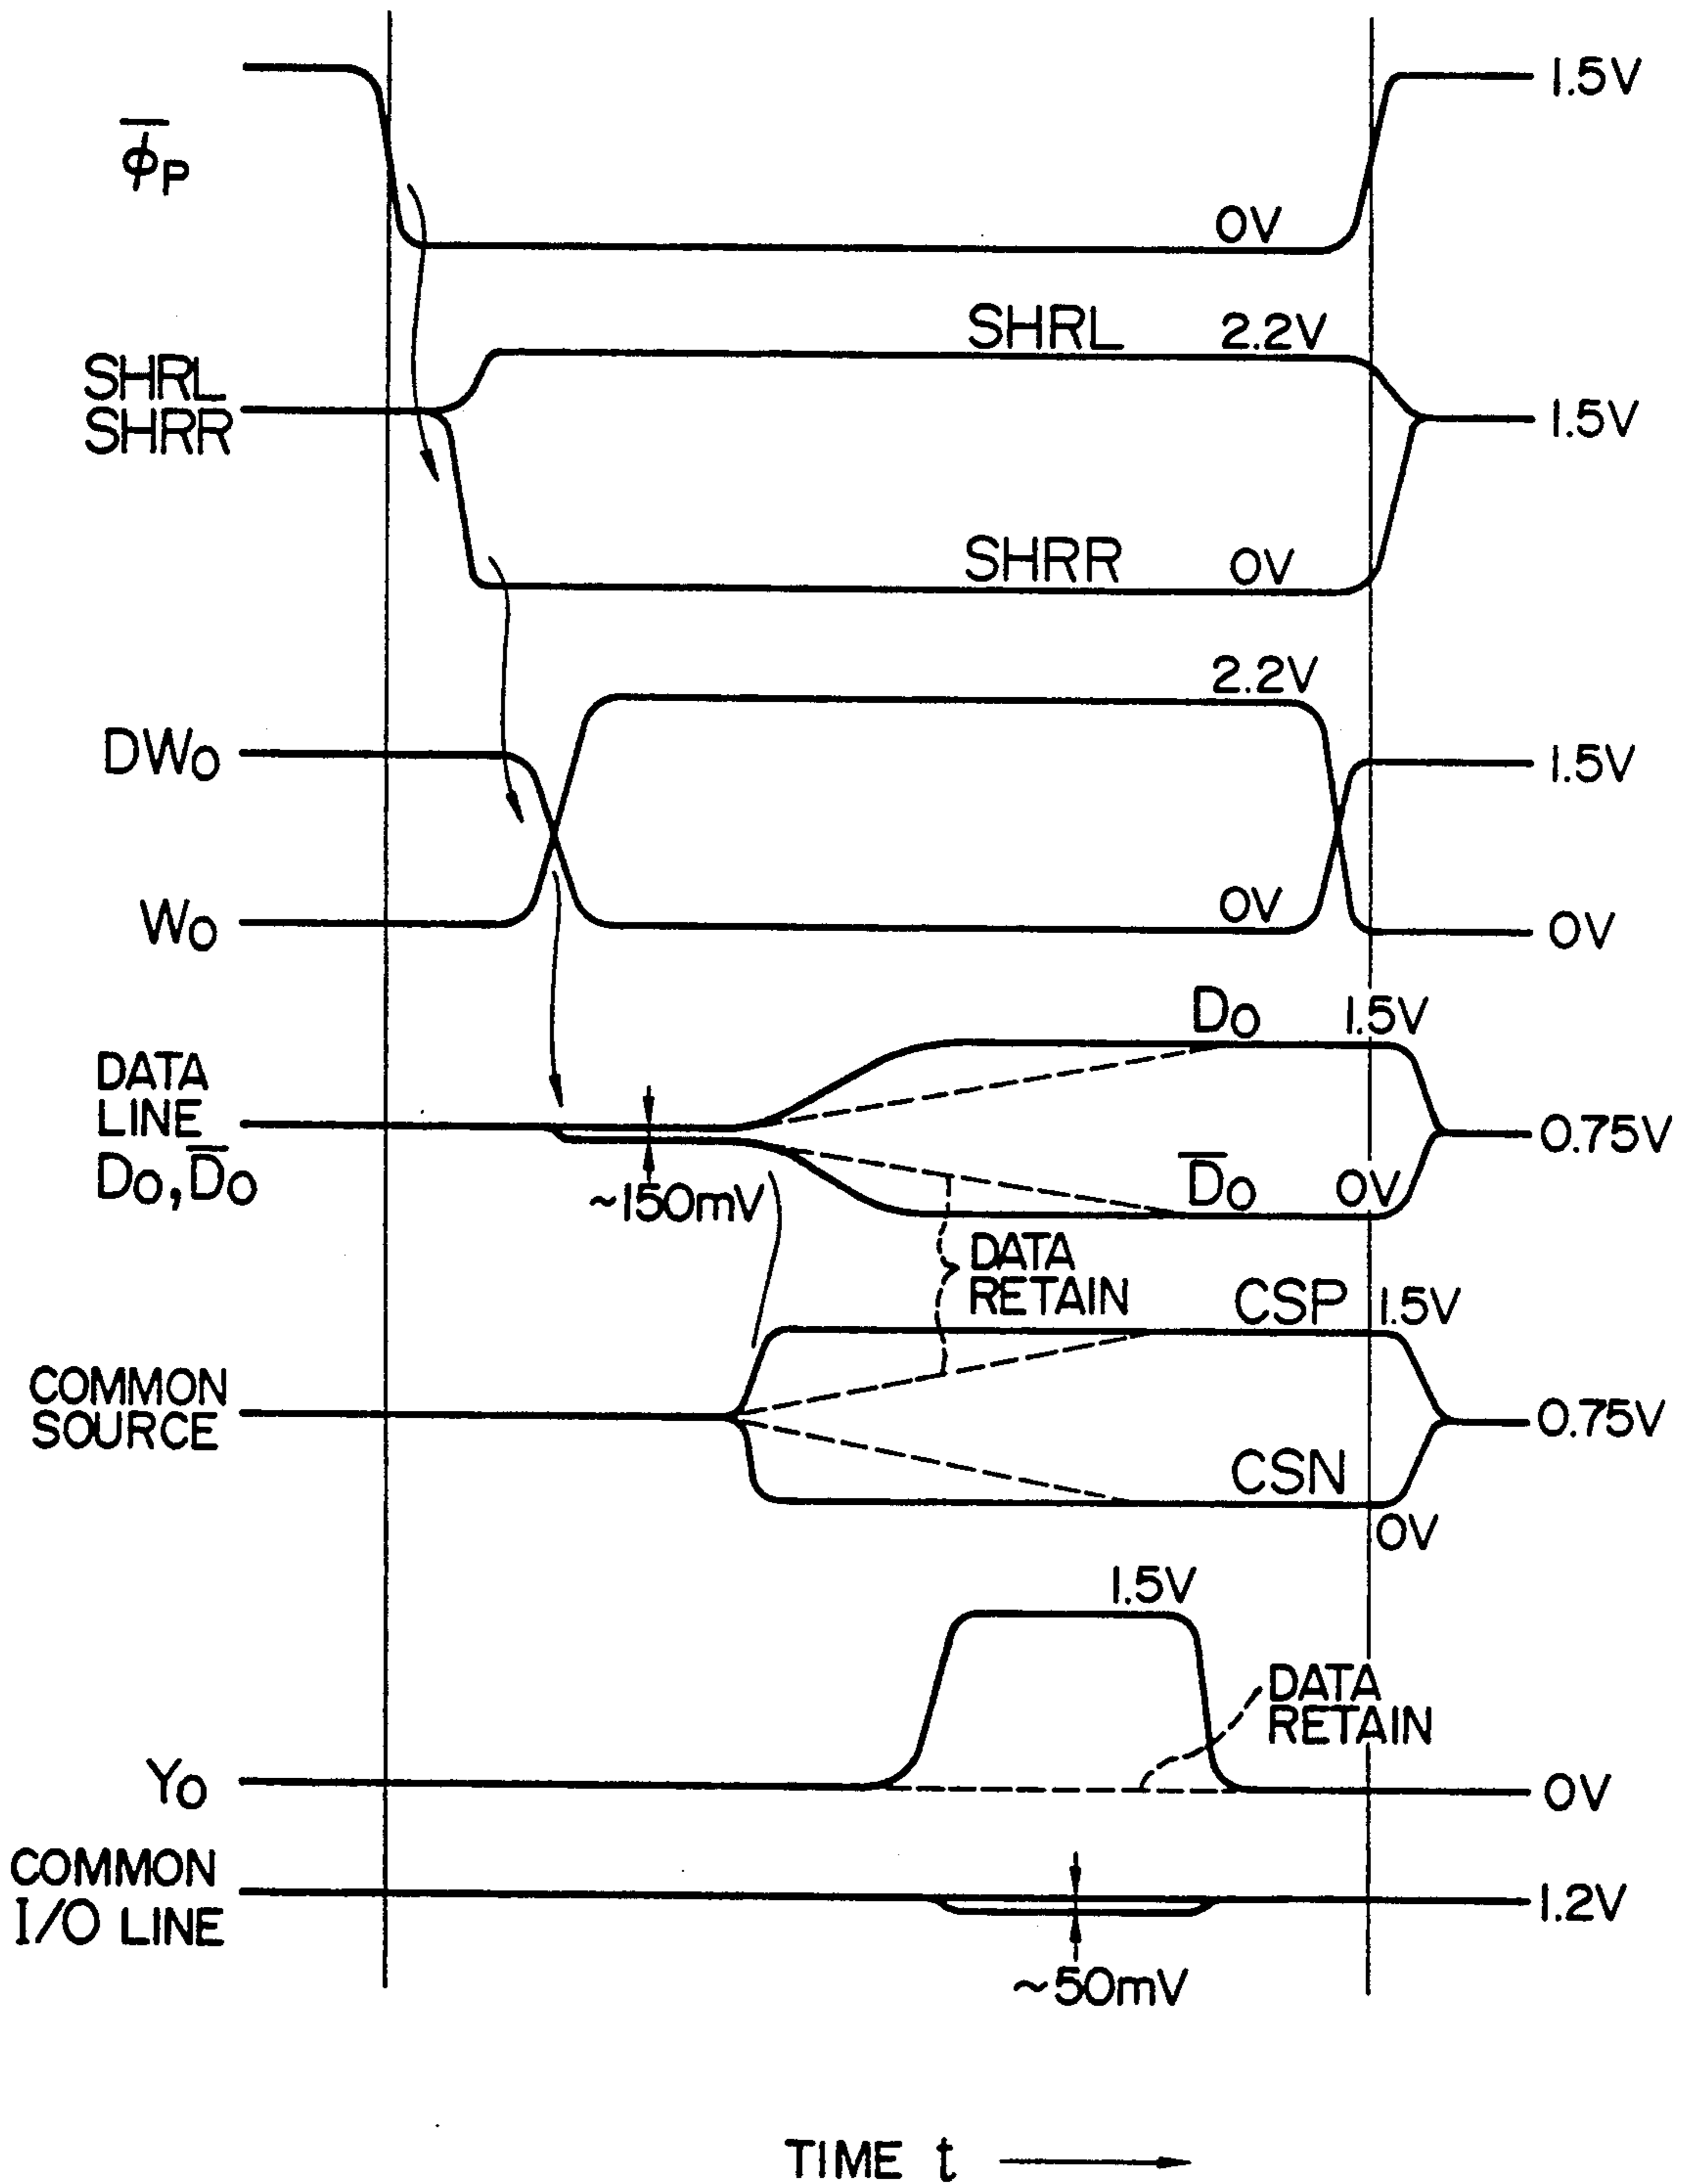 1.5V
φ̅P
0V
SHRL 2.2V
SHRL
SHRR
1.5V
SHRR 0V
2.2V
DW0
1.5V
W0
0V
0V
D0 1.5V
DATA
LINE
D0, D̅0
0.75V
~150mV
D̅0 0V
DATA
RETAIN
CSP 1.5V
COMMON
SOURCE
0.75V
CSN
0V
1.5V
DATA
RETAIN
Y0
0V
COMMON
I/O LINE
1.2V
~50mV
TIME t